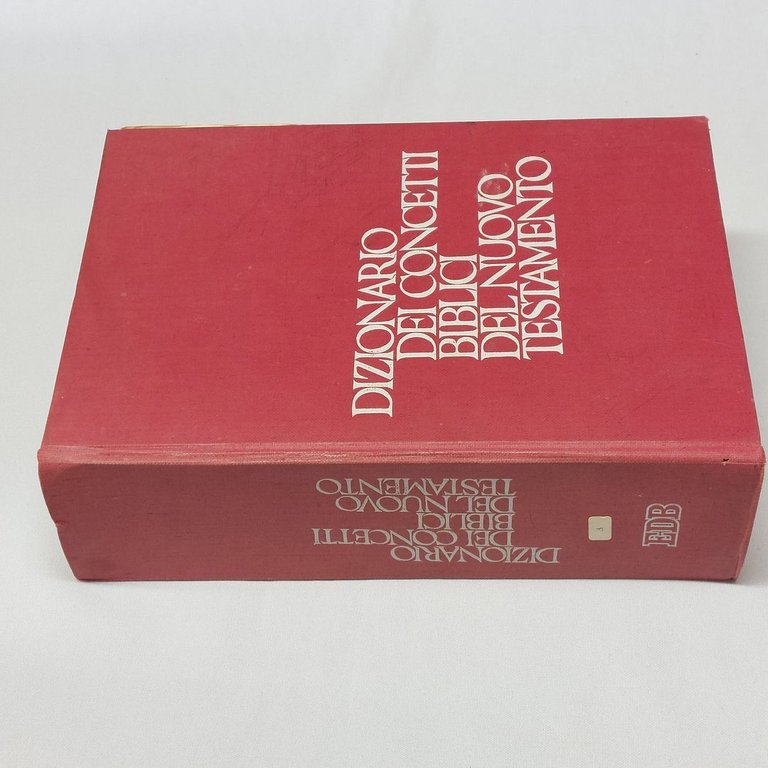 DIZIONARIO
DEI CONCETTI
BIBLICI
DEL NUOVO
TESTAMENTO
DIZIONARIO
DEI CONCETTI
BIBLICI
DEL NUOVO
TESTAMENTO
EDB